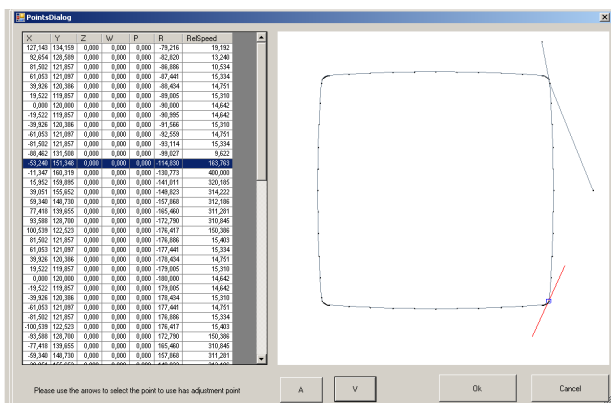 PointsDialog
X Y Z W P R RelSpeed
127,143 134,159 0,000 0,000 0,000 -79,216 19,192
92,654 128,589 0,000 0,000 0,000 -82,820 13,240
81,502 121,857 0,000 0,000 0,000 -86,886 10,534
61,053 121,097 0,000 0,000 0,000 -87,441 15,334
39,926 120,386 0,000 0,000 0,000 -88,434 14,751
19,522 119,857 0,000 0,000 0,000 -89,005 15,310
0,000 120,000 0,000 0,000 0,000 -90,000 14,642
-19,522 119,857 0,000 0,000 0,000 -90,995 14,642
-39,926 120,386 0,000 0,000 0,000 -91,566 15,310
-61,053 121,097 0,000 0,000 0,000 -92,559 14,751
-81,502 121,857 0,000 0,000 0,000 -93,114 15,334
-88,462 131,508 0,000 0,000 0,000 -99,027 9,622
-53,240 151,348 0,000 0,000 0,000 -114,830 163,763
-11,347 160,319 0,000 0,000 0,000 -130,773 400,000
15,952 159,895 0,000 0,000 0,000 -141,011 320,185
39,051 155,652 0,000 0,000 0,000 -149,823 314,222
59,340 148,730 0,000 0,000 0,000 -157,868 312,186
77,418 139,655 0,000 0,000 0,000 -165,460 311,281
93,588 128,700 0,000 0,000 0,000 -172,790 310,845
100,539 122,523 0,000 0,000 0,000 -176,417 150,386
81,502 121,857 0,000 0,000 0,000 -176,886 15,403
61,053 121,097 0,000 0,000 0,000 -177,441 15,334
39,926 120,386 0,000 0,000 0,000 -178,434 14,751
19,522 119,857 0,000 0,000 0,000 -179,005 15,310
0,000 120,000 0,000 0,000 0,000 -180,000 14,642
-19,522 119,857 0,000 0,000 0,000 179,005 14,642
-39,926 120,386 0,000 0,000 0,000 178,434 15,310
-61,053 121,097 0,000 0,000 0,000 177,441 14,751
-81,502 121,857 0,000 0,000 0,000 176,886 15,334
-100,539 122,523 0,000 0,000 0,000 176,417 15,403
-93,588 128,700 0,000 0,000 0,000 172,790 150,386
-77,418 139,655 0,000 0,000 0,000 165,460 310,845
-59,340 148,730 0,000 0,000 0,000 157,868 311,281
Please use the arrows to select the point to use has adjustment point
A
V
Ok
Cancel